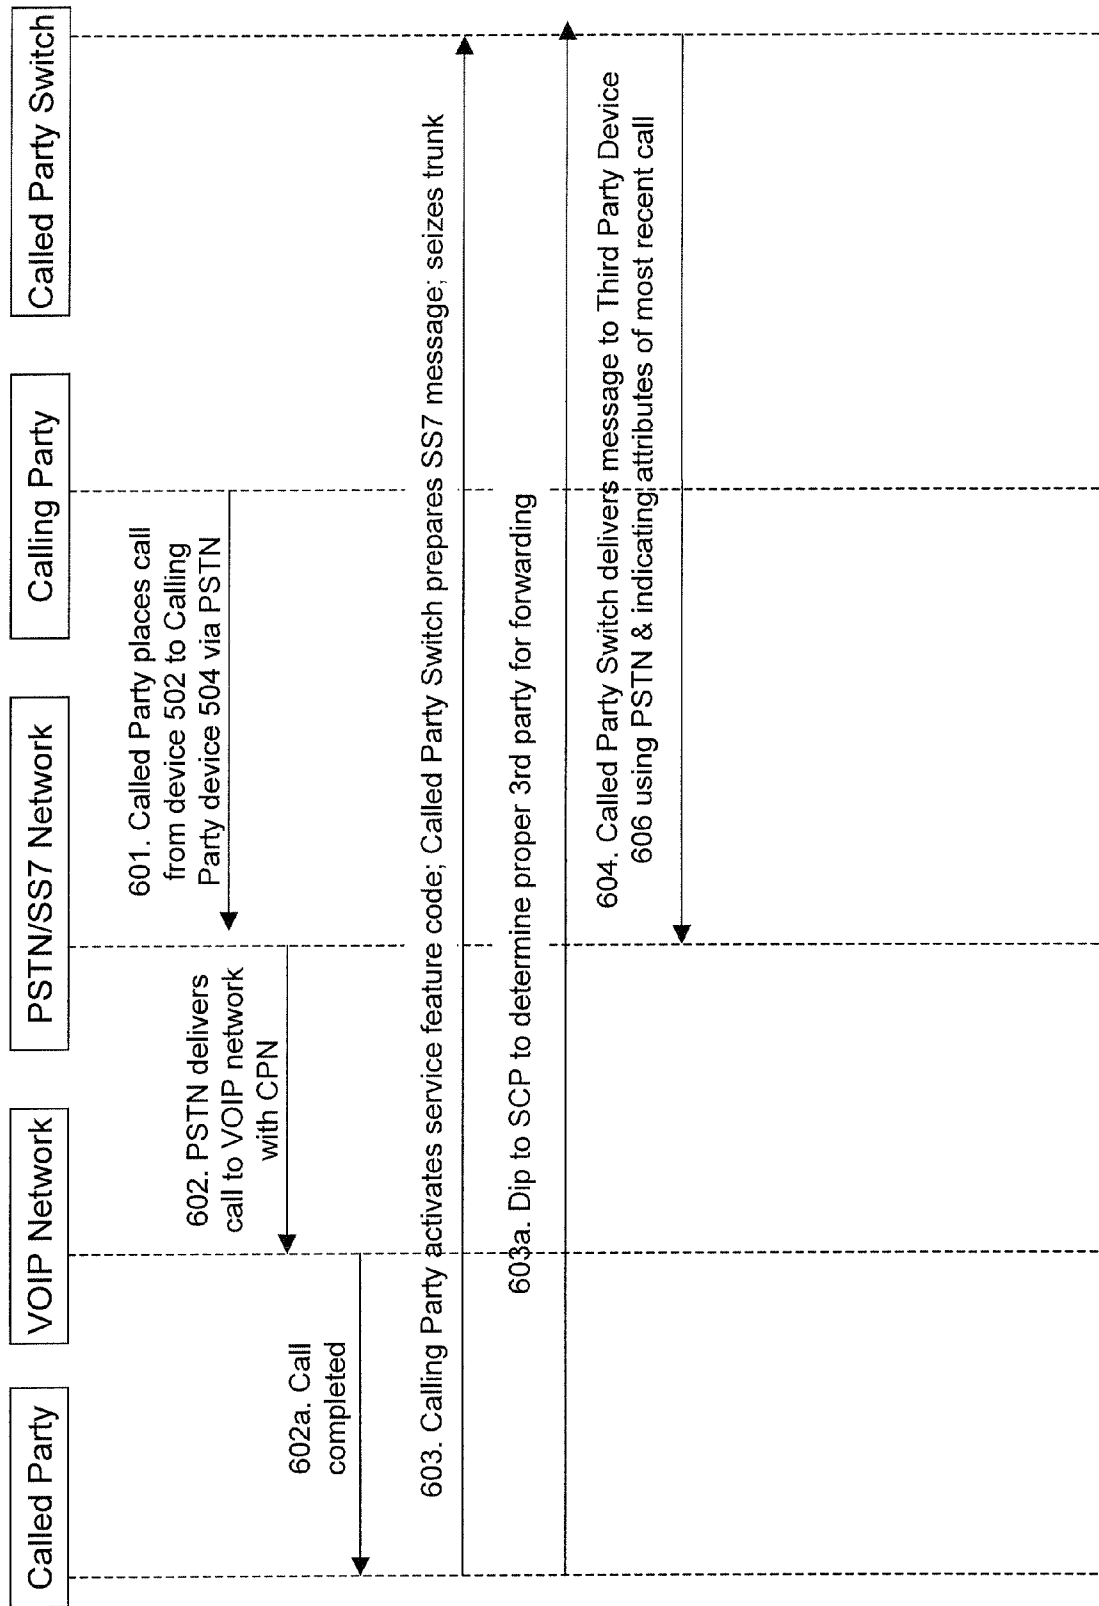 Called Party
VOIP Network
PSTN/SS7 Network
Calling Party
Called Party Switch
601. Called Party places call
from device 502 to Calling
Party device 504 via PSTN
602. PSTN delivers
call to VOIP network
with CPN
602a. Call
completed
603. Calling Party activates service feature code; Called Party Switch prepares SS7 message; seizes trunk
603a. Dip to SCP to determine proper 3rd party for forwarding
604. Called Party Switch delivers message to Third Party Device
606 using PSTN & indicating attributes of most recent call